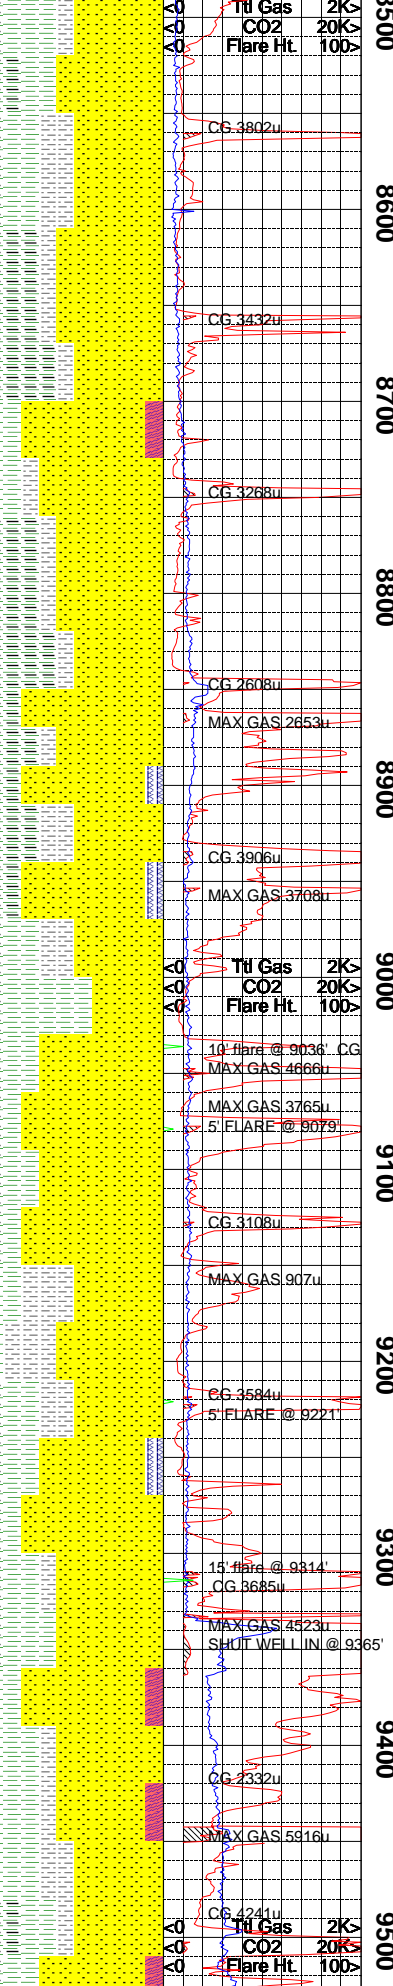 <0 Ttl Gas 2K>
<0 CO2 20K>
<0 Flare Ht. 100>
8500
CG 3802u
8600
CG 3432u
8700
CG 3268u
8800
CG 2608u
MAX GAS 2653u
8900
CG 3906u
MAX GAS 3708u
<0 Ttl Gas 2K>
9000
<0 CO2 20K>
<0 Flare Ht. 100>
10' flare @ 9036' CG
MAX GAS 4666u
MAX GAS 3765u
5' FLARE @ 9079'
9100
CG 3108u
MAX GAS 907u
9200
CG 3584u
5' FLARE @ 9221'
9300
15' flare @ 9314'
CG 3685u
MAX GAS 4523u
SHUT WELL IN @ 9365'
9400
CG 2332u
MAX GAS 5916u
CG 4241u
<0 Ttl Gas 2K>
9500
<0 CO2 20K>
<0 Flare Ht. 100>